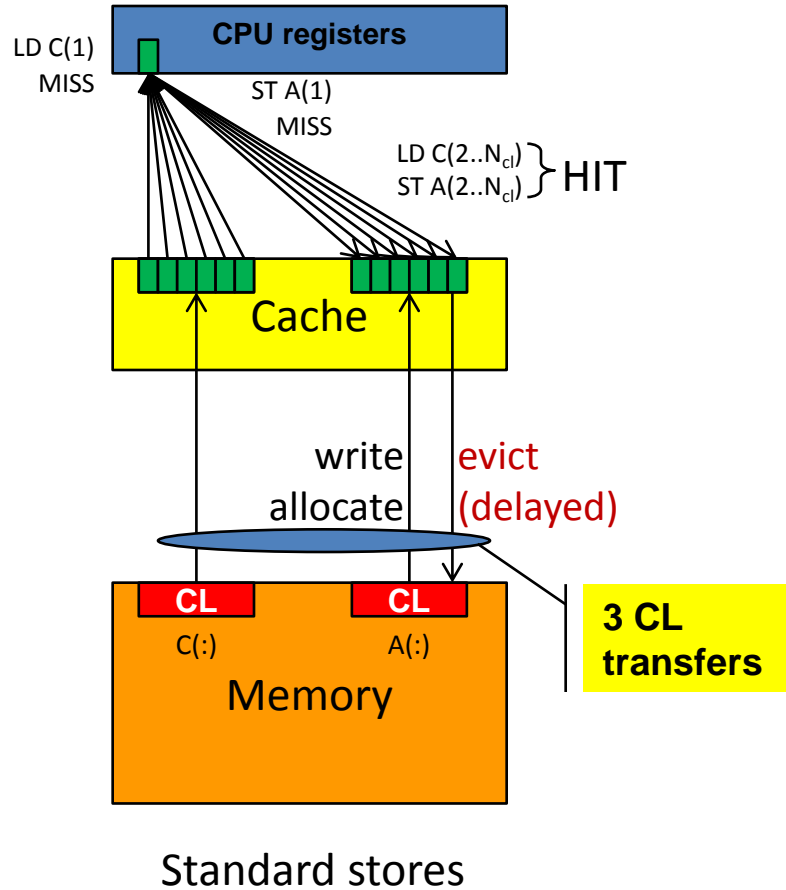 CPU registers
LD C(1)
MISS
ST A(1)
MISS
LD C(2..Ncl)
ST A(2..Ncl)
HIT
Cache
write
allocate
evict
(delayed)
CL
CL
C(:)
A(:)
3 CL
transfers
Memory
Standard stores